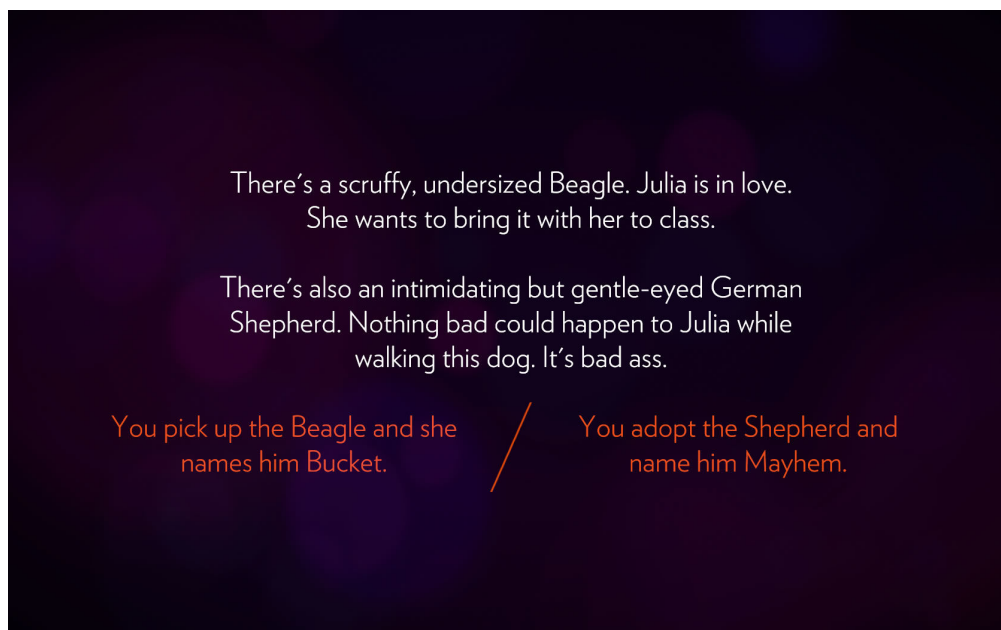 There's a scruffy, undersized Beagle. Julia is in love.
She wants to bring it with her to class.
There's also an intimidating but gentle-eyed German
Shepherd. Nothing bad could happen to Julia while
walking this dog. It's bad ass.
You pick up the Beagle and she
names him Bucket.
You adopt the Shepherd and
name him Mayhem.